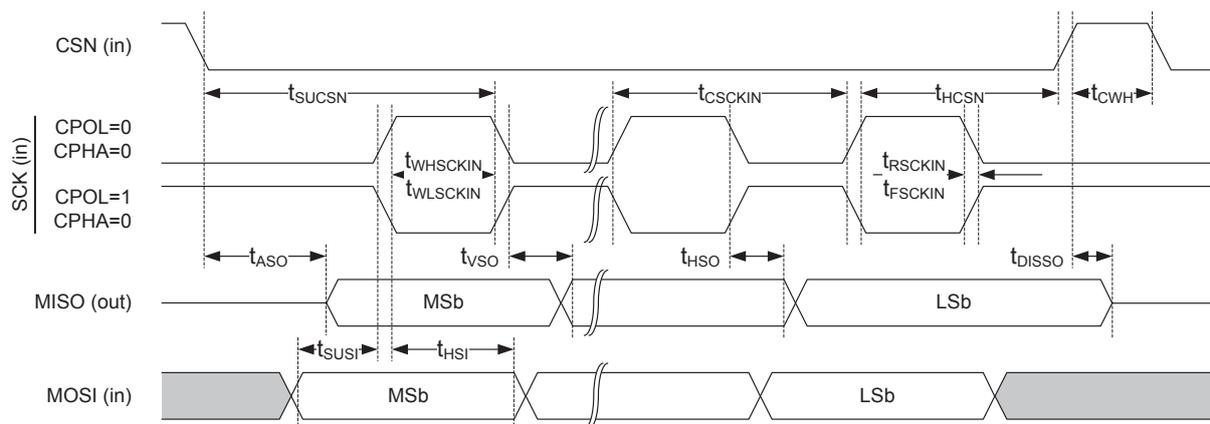 CSN (in)
tSUCSN
tCSCKIN
tHCSN
tCWH
SCK (in)
CPOL=0
CPHA=0
CPOL=1
CPHA=0
tWHSCKIN
tWLSCKIN
tRSCKIN
tFSCKIN
tASO
tVSO
tHSO
tDISSO
MISO (out)
MSb
LSb
tSUSI
tHSI
MOSI (in)
MSb
LSb